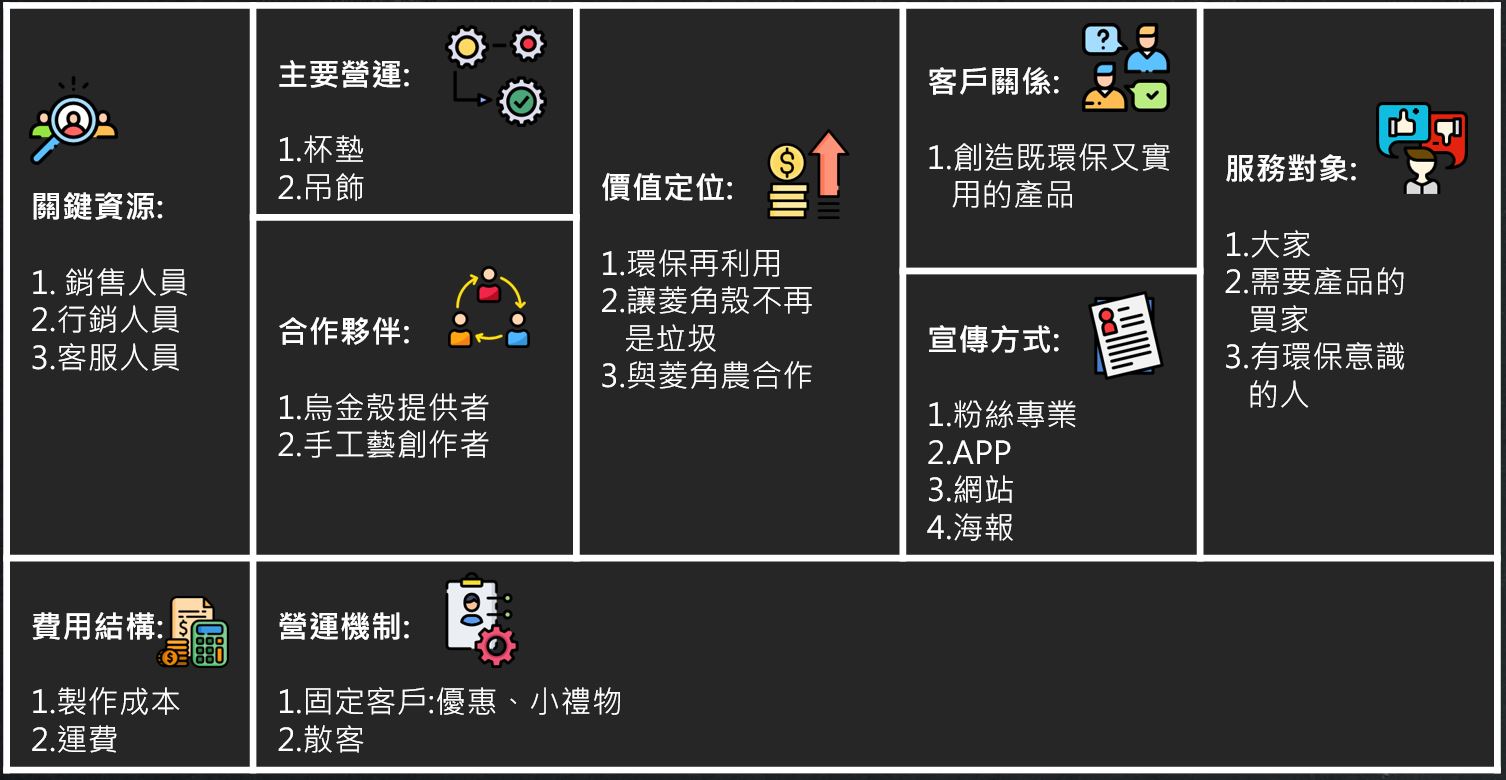 關鍵資源:
1. 銷售人員
2.行銷人員
3.客服人員
主要營運:
1.杯墊
2.吊飾
合作夥伴:
1.烏金殼提供者
2.手工藝創作者
價值定位:
1.環保再利用
2.讓菱角殼不再
是垃圾
3.與菱角農合作
客戶關係:
1.創造既環保又實
用的產品
宣傳方式:
1.粉絲專業
2.APP
3.網站
4.海報
服務對象:
1.大家
2.需要產品的
買家
3.有環保意識
的人
費用結構:
1.製作成本
2.運費
營運機制:
1.固定客戶:優惠、小禮物
2.散客